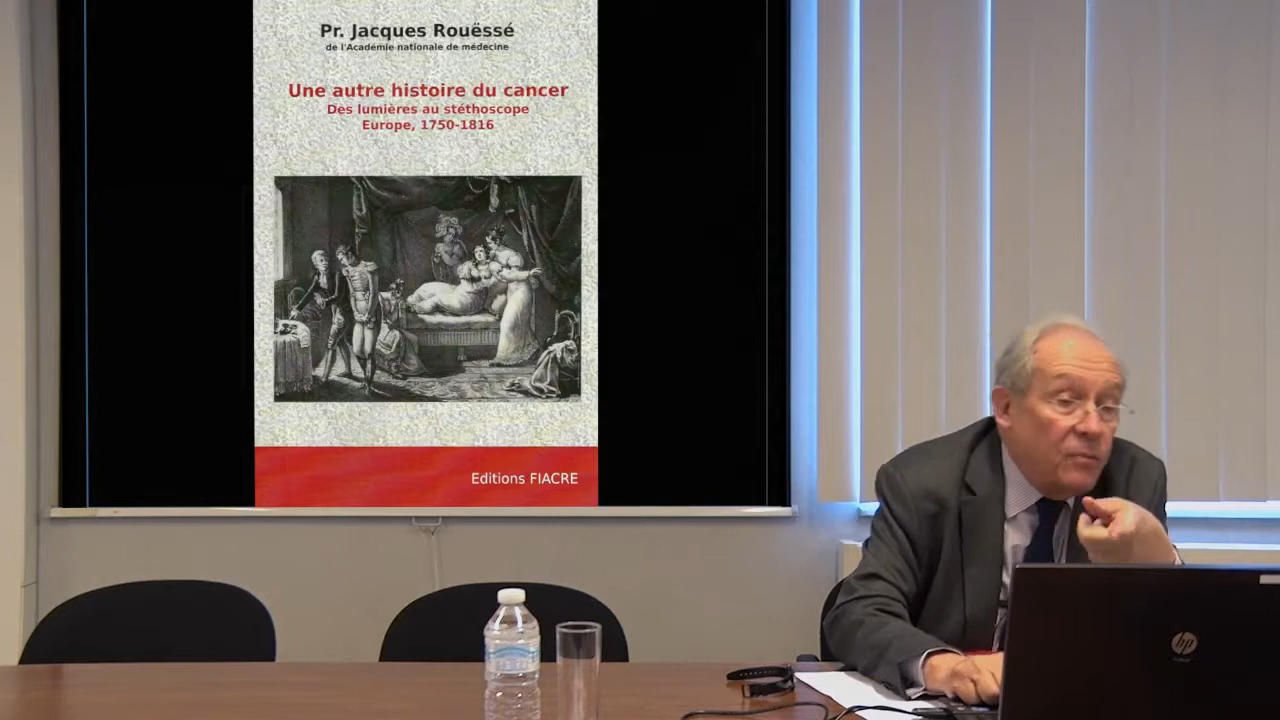 Pr. Jacques Rouëssé
de l'Académie nationale de médecine
Une autre histoire du cancer
Des lumières au stéthoscope
Europe, 1750-1816
Editions FIACRE
hp